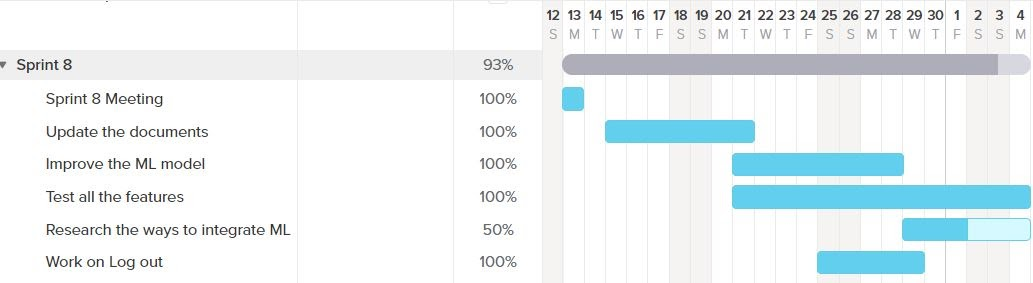 12 13 14 15 16 17 18 19 20 21 22 23 24 25 26 27 28 29 30 1 2 3 4
S M T W T F S S M T W T F S S M T W T F S S M
Sprint 8 93%
Sprint 8 Meeting 100%
Update the documents 100%
Improve the ML model 100%
Test all the features 100%
Research the ways to integrate ML 50%
Work on Log out 100%